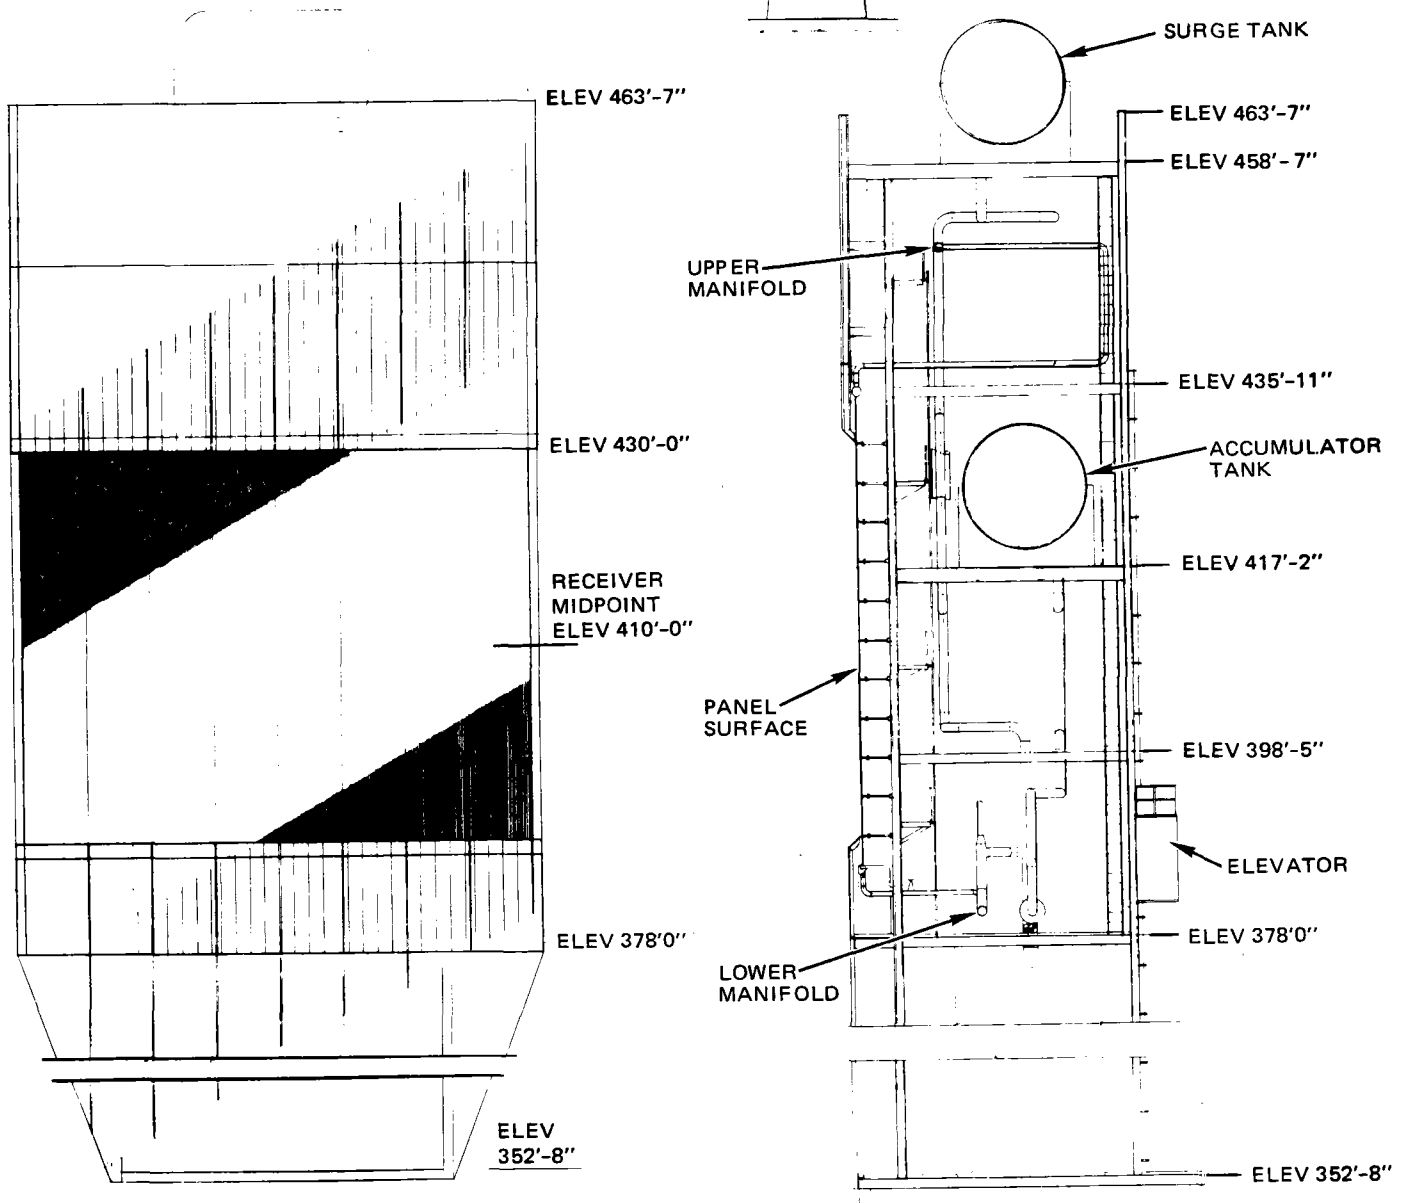 SURGE TANK
ELEV 463'-7"
ELEV 463'-7"
ELEV 458'-7"
UPPER
MANIFOLD
ELEV 435'-11"
ELEV 430'-0"
ACCUMULATOR
TANK
ELEV 417'-2"
RECEIVER
MIDPOINT
ELEV 410'-0"
PANEL
SURFACE
ELEV 398'-5"
ELEVATOR
ELEV 378'0"
ELEV 378'0"
LOWER
MANIFOLD
ELEV
352'-8"
ELEV 352'-8"